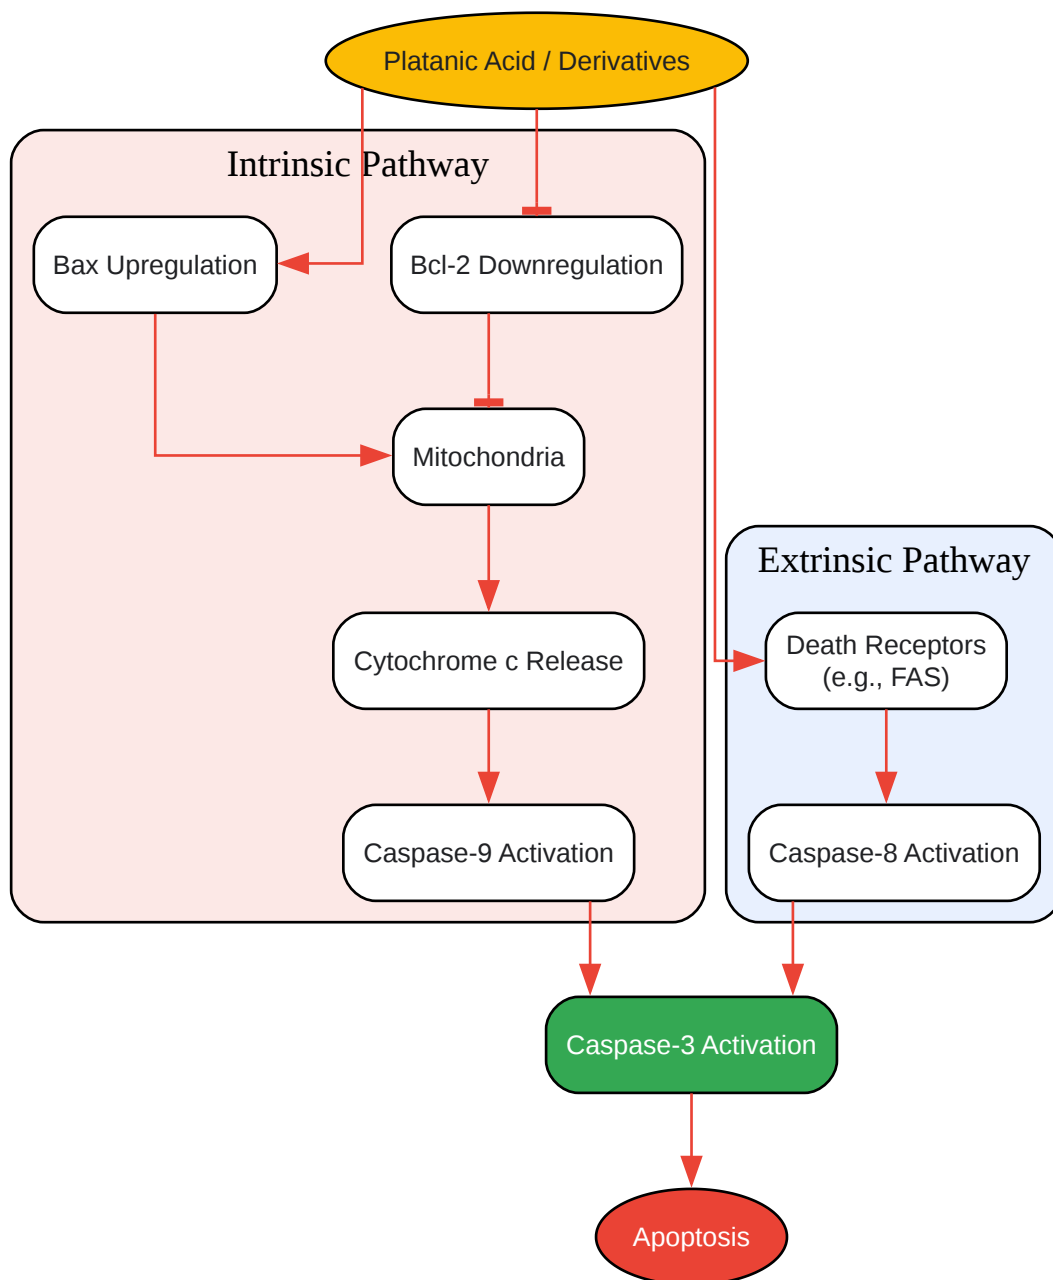 Platanic Acid / Derivatives
Intrinsic Pathway
Bax Upregulation
Bcl-2 Downregulation
Mitochondria
Cytochrome c Release
Caspase-9 Activation
Extrinsic Pathway
Death Receptors
(e.g., FAS)
Caspase-8 Activation
Caspase-3 Activation
Apoptosis